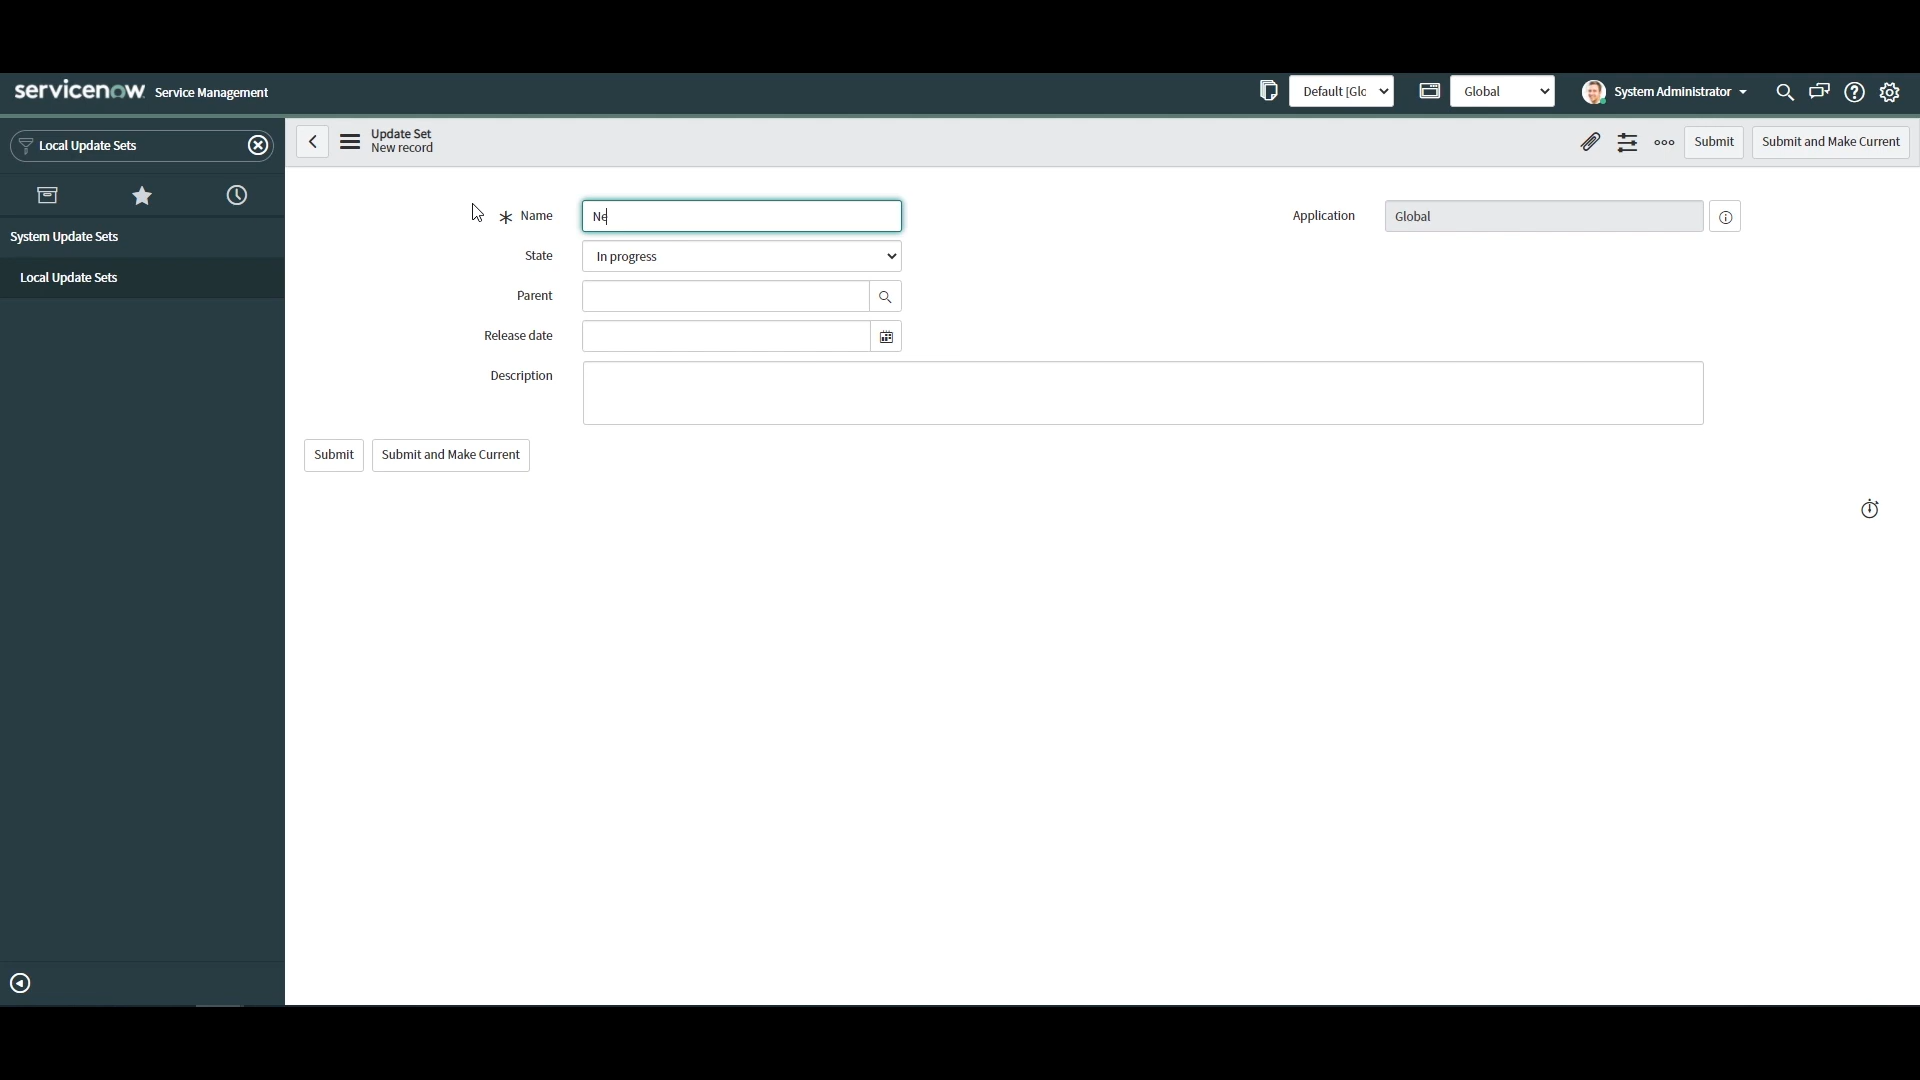 servicenow Service Management
Default [Glc
Global
System Administrator
Local Update Sets
Update Set
New record
Submit
Submit and Make Current
System Update Sets
Local Update Sets
Name
Ne
Application
Global
State
In progress
Parent
Release date
Description
Submit
Submit and Make Current